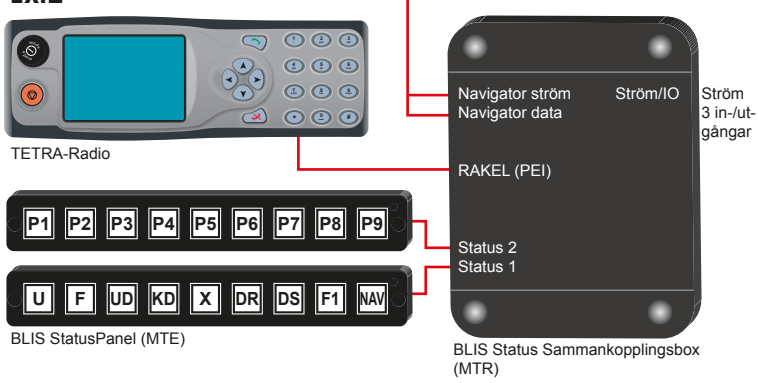 TETRA-Radio
P1 P2 P3 P4 P5 P6 P7 P8 P9
U F UD KD X DR DS F1 NAV
BLIS StatusPanel (MTE)
Navigator ström
Navigator data
Ström/IO
Ström
3 in-/ut-
gångar
RAKEL (PEI)
Status 2
Status 1
BLIS Status Sammankopplingsbox
(MTR)